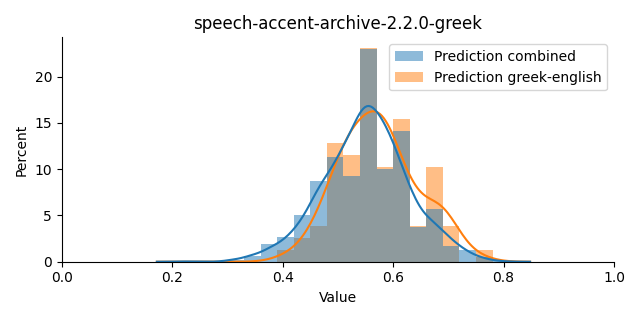 speech-accent-archive-2.2.0-greek
Prediction combined
Prediction greek-english
Percent
20
15
10
5
0
0.0 0.2 0.4 0.6 0.8 1.0
Value